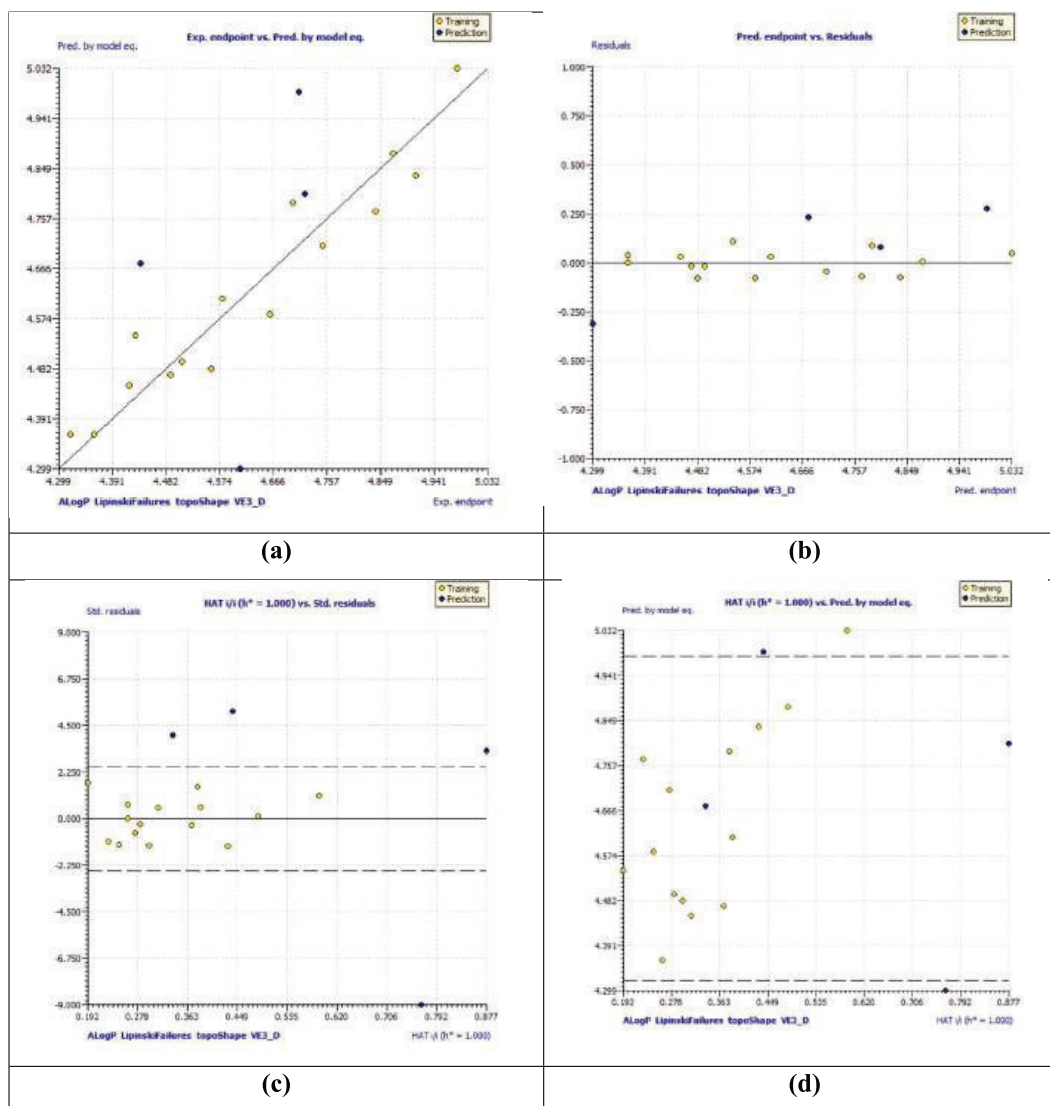 Training
Prediction
Exp. endpoint vs. Pred. by model eq.
Pred. by model eq.
5.032
4.941
4.849
4.757
4.665
4.574
4.482
4.391
4.299
4.299 4.391 4.482 4.574 4.666 4.757 4.849 4.941 5.032
ALogP LipinskiFailures topoShape VE3_D Exp. endpoint
(a)
Training
Prediction
Pred. endpoint vs. Residuals
Residuals
1.000
0.750
0.500
0.250
0.000
-0.250
-0.500
-0.750
-1.000
4.299 4.391 4.482 4.574 4.666 4.757 4.849 4.941 5.032
ALogP LipinskiFailures topoShape VE3_D Pred. endpoint
(b)
Training
Prediction
HAT i/i (h* = 1.000) vs. Std. residuals
Std. residuals
9.000
6.750
4.500
2.250
0.000
-2.250
-4.500
-6.750
-9.000
0.192 0.278 0.363 0.449 0.535 0.620 0.706 0.792 0.877
ALogP LipinskiFailures topoShape VE3_D HAT i/i (h* = 1.000)
(c)
Training
Prediction
HAT i/i (h* = 1.000) vs. Pred. by model eq.
Pred. by model eq.
5.032
4.941
4.849
4.757
4.666
4.574
4.482
4.391
4.299
0.192 0.278 0.363 0.449 0.535 0.620 0.706 0.792 0.877
ALogP LipinskiFailures topoShape VE3_D HAT i/i (h* = 1.000)
(d)